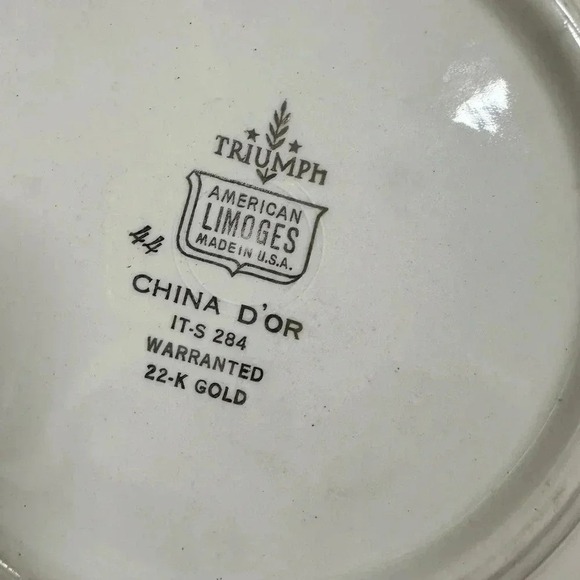 TRIUMPH
AMERICAN
LIMOGES
MADE IN U.S.A.
44
CHINA D'OR
IT-S 284
WARRANTED
22-K GOLD